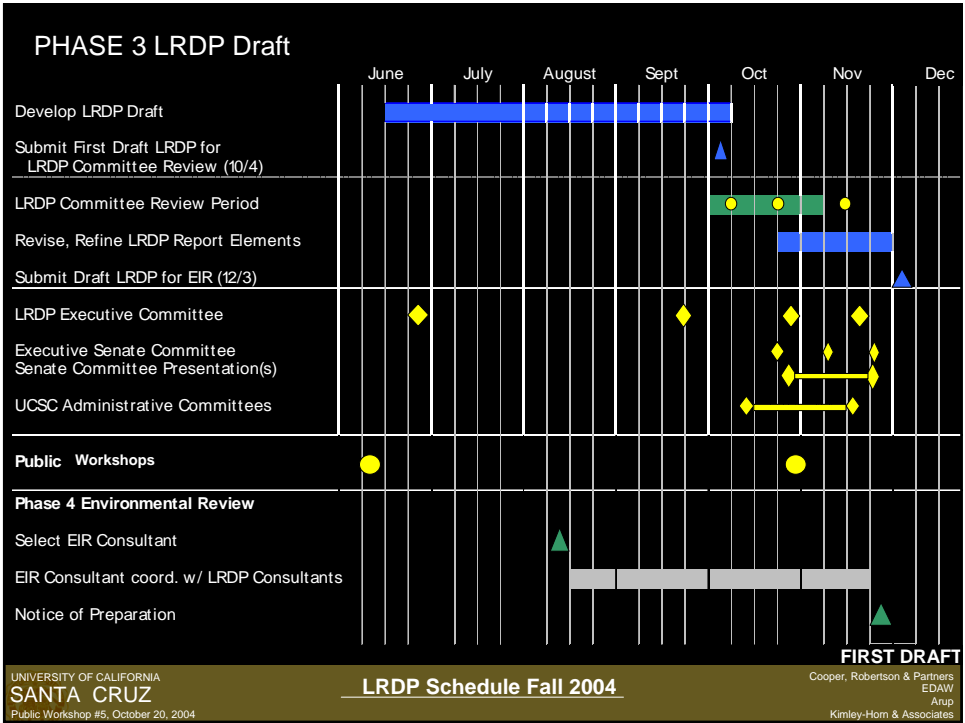 PHASE 3 LRDP Draft
June July August Sept Oct Nov Dec
Develop LRDP Draft
Submit First Draft LRDP for
LRDP Committee Review (10/4)
LRDP Committee Review Period
Revise, Refine LRDP Report Elements
Submit Draft LRDP for EIR (12/3)
LRDP Executive Committee
Executive Senate Committee
Senate Committee Presentation(s)
UCSC Administrative Committees
Public Workshops
Phase 4 Environmental Review
Select EIR Consultant
EIR Consultant coord. w/ LRDP Consultants
Notice of Preparation
FIRST DRAFT
UNIVERSITY OF CALIFORNIA
SANTA CRUZ
Public Workshop #5, October 20, 2004
LRDP Schedule Fall 2004
Cooper, Robertson & Partners
EDAW
Arup
Kimley-Horn & Associates